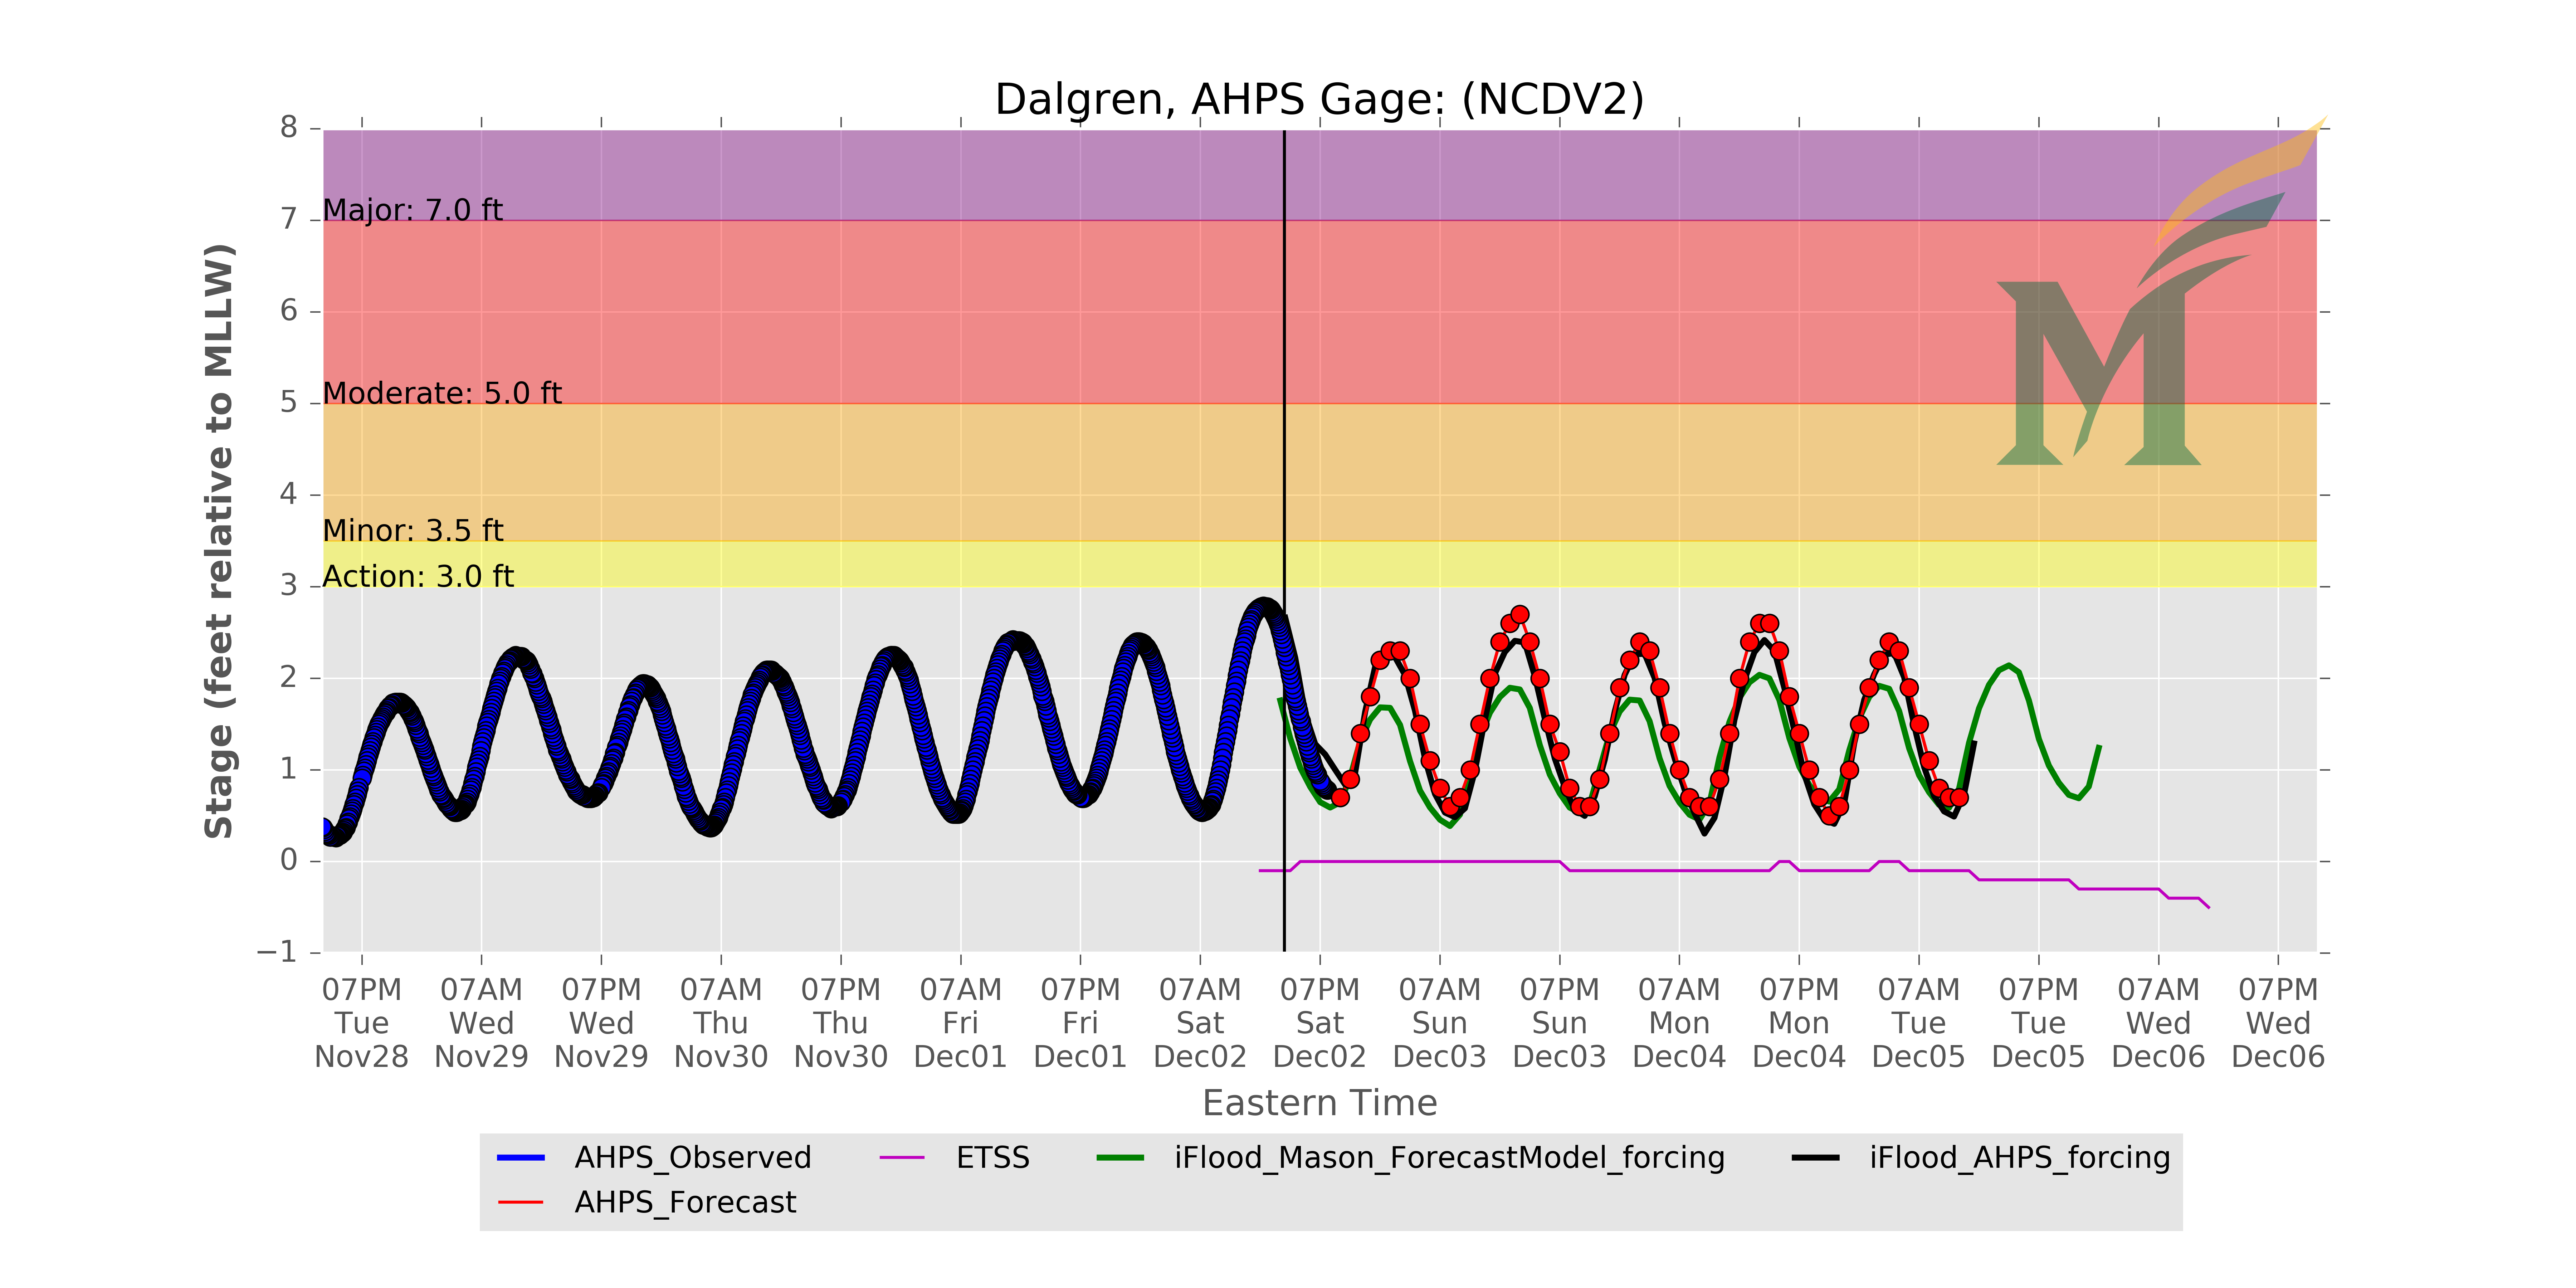 Dalgren, AHPS Gage: (NCDV2)
8
7
6
5
4
3
2
1
0
−1
Stage (feet relative to MLLW)
Major: 7.0 ft
Moderate: 5.0 ft
Minor: 3.5 ft
Action: 3.0 ft
07PM 07AM 07PM 07AM 07PM 07AM 07PM 07AM 07PM 07AM 07PM 07AM 07PM 07AM 07PM 07AM 07PM
Tue Wed Wed Thu Thu Fri Fri Sat Sat Sun Sun Mon Mon Tue Tue Wed Wed
Nov28 Nov29 Nov29 Nov30 Nov30 Dec01 Dec01 Dec02 Dec02 Dec03 Dec03 Dec04 Dec04 Dec05 Dec05 Dec06 Dec06
Eastern Time
AHPS_Observed ETSS iFlood_Mason_ForecastModel_forcing iFlood_AHPS_forcing
AHPS_Forecast
M